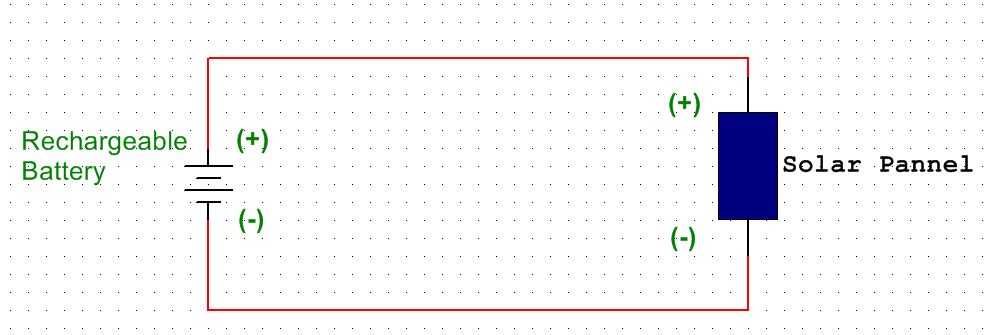 (+)
Rechargeable
Battery
(+)
Solar Pannel
(-)
(-)